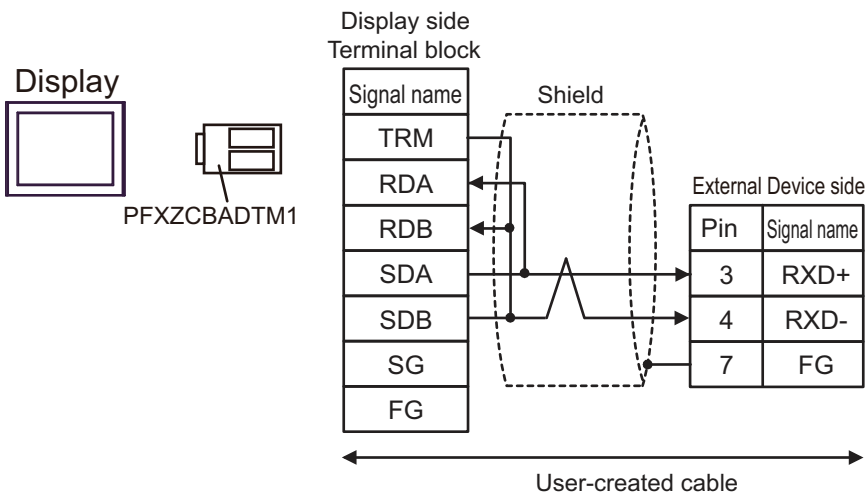 Display
PFXZCBADTM1
Display side
Terminal block
Signal name
TRM
RDA
RDB
SDA
SDB
SG
FG
Shield
External Device side
Pin Signal name
3 RXD+
4 RXD-
7 FG
User-created cable